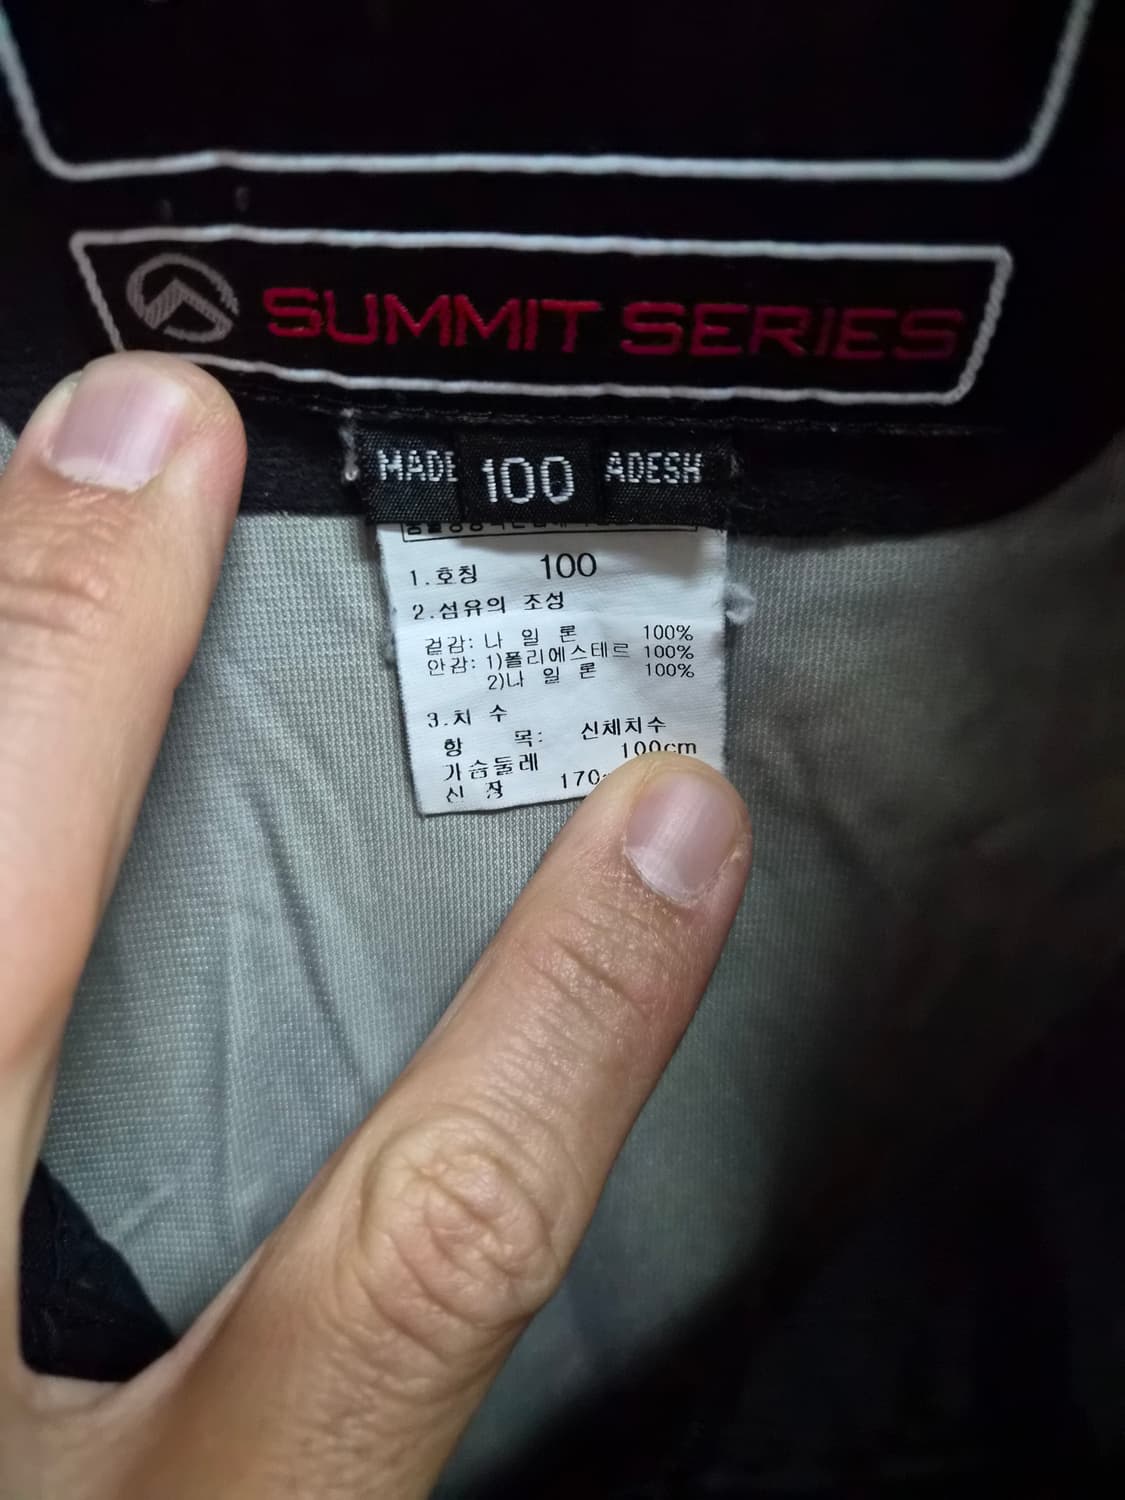 SUMMIT SERIES
MADE
100
ADESH
1.호칭 100
2.섬유의 조성
겉감: 나 일 론 100%
안감: 1)폴리에스테르 100%
2)나 일 론 100%
3.치 수
항 목: 신체치수
가슴둘레 100cm
신 장 170